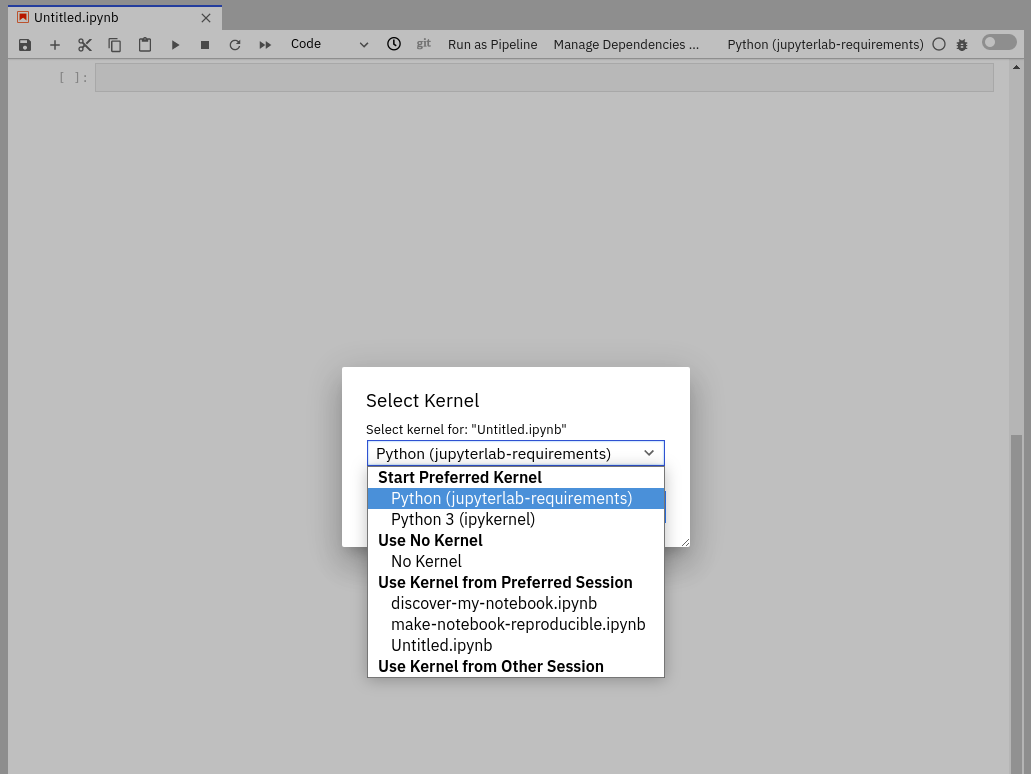 Untitled.ipynb
Code git Run as Pipeline Manage Dependencies ... Python (jupyterlab-requirements)
[ ]:
Select Kernel
Select kernel for: "Untitled.ipynb"
Python (jupyterlab-requirements)
Start Preferred Kernel
Python (jupyterlab-requirements)
Python 3 (ipykernel)
Use No Kernel
No Kernel
Use Kernel from Preferred Session
discover-my-notebook.ipynb
make-notebook-reproducible.ipynb
Untitled.ipynb
Use Kernel from Other Session